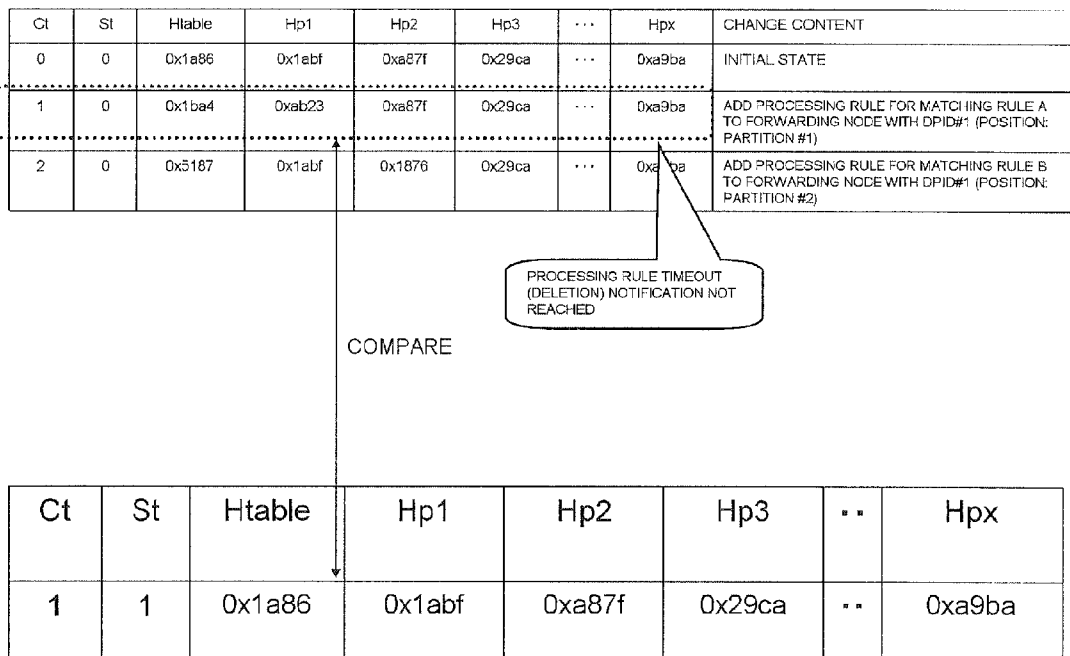 Ct St Htable Hp1 Hp2 Hp3 ... Hpx CHANGE CONTENT
0 0 0x1a86 0x1abf 0xa87f 0x29ca ... 0xa9ba INITIAL STATE
1 0 0x1ba4 0xab23 0xa87f 0x29ca ... 0xa9ba ADD PROCESSING RULE FOR MATCHING RULE A
TO FORWARDING NODE WITH DPID#1 (POSITION:
PARTITION #1)
2 0 0x5187 0x1abf 0x1876 0x29ca ... ADD PROCESSING RULE FOR MATCHING RULE B
TO FORWARDING NODE WITH DPID#1 (POSITION:
PARTITION #2)
PROCESSING RULE TIMEOUT
(DELETION) NOTIFICATION NOT
REACHED
COMPARE
Ct St Htable Hp1 Hp2 Hp3 .. Hpx
1 1 0x1a86 0x1abf 0xa87f 0x29ca .. 0xa9ba